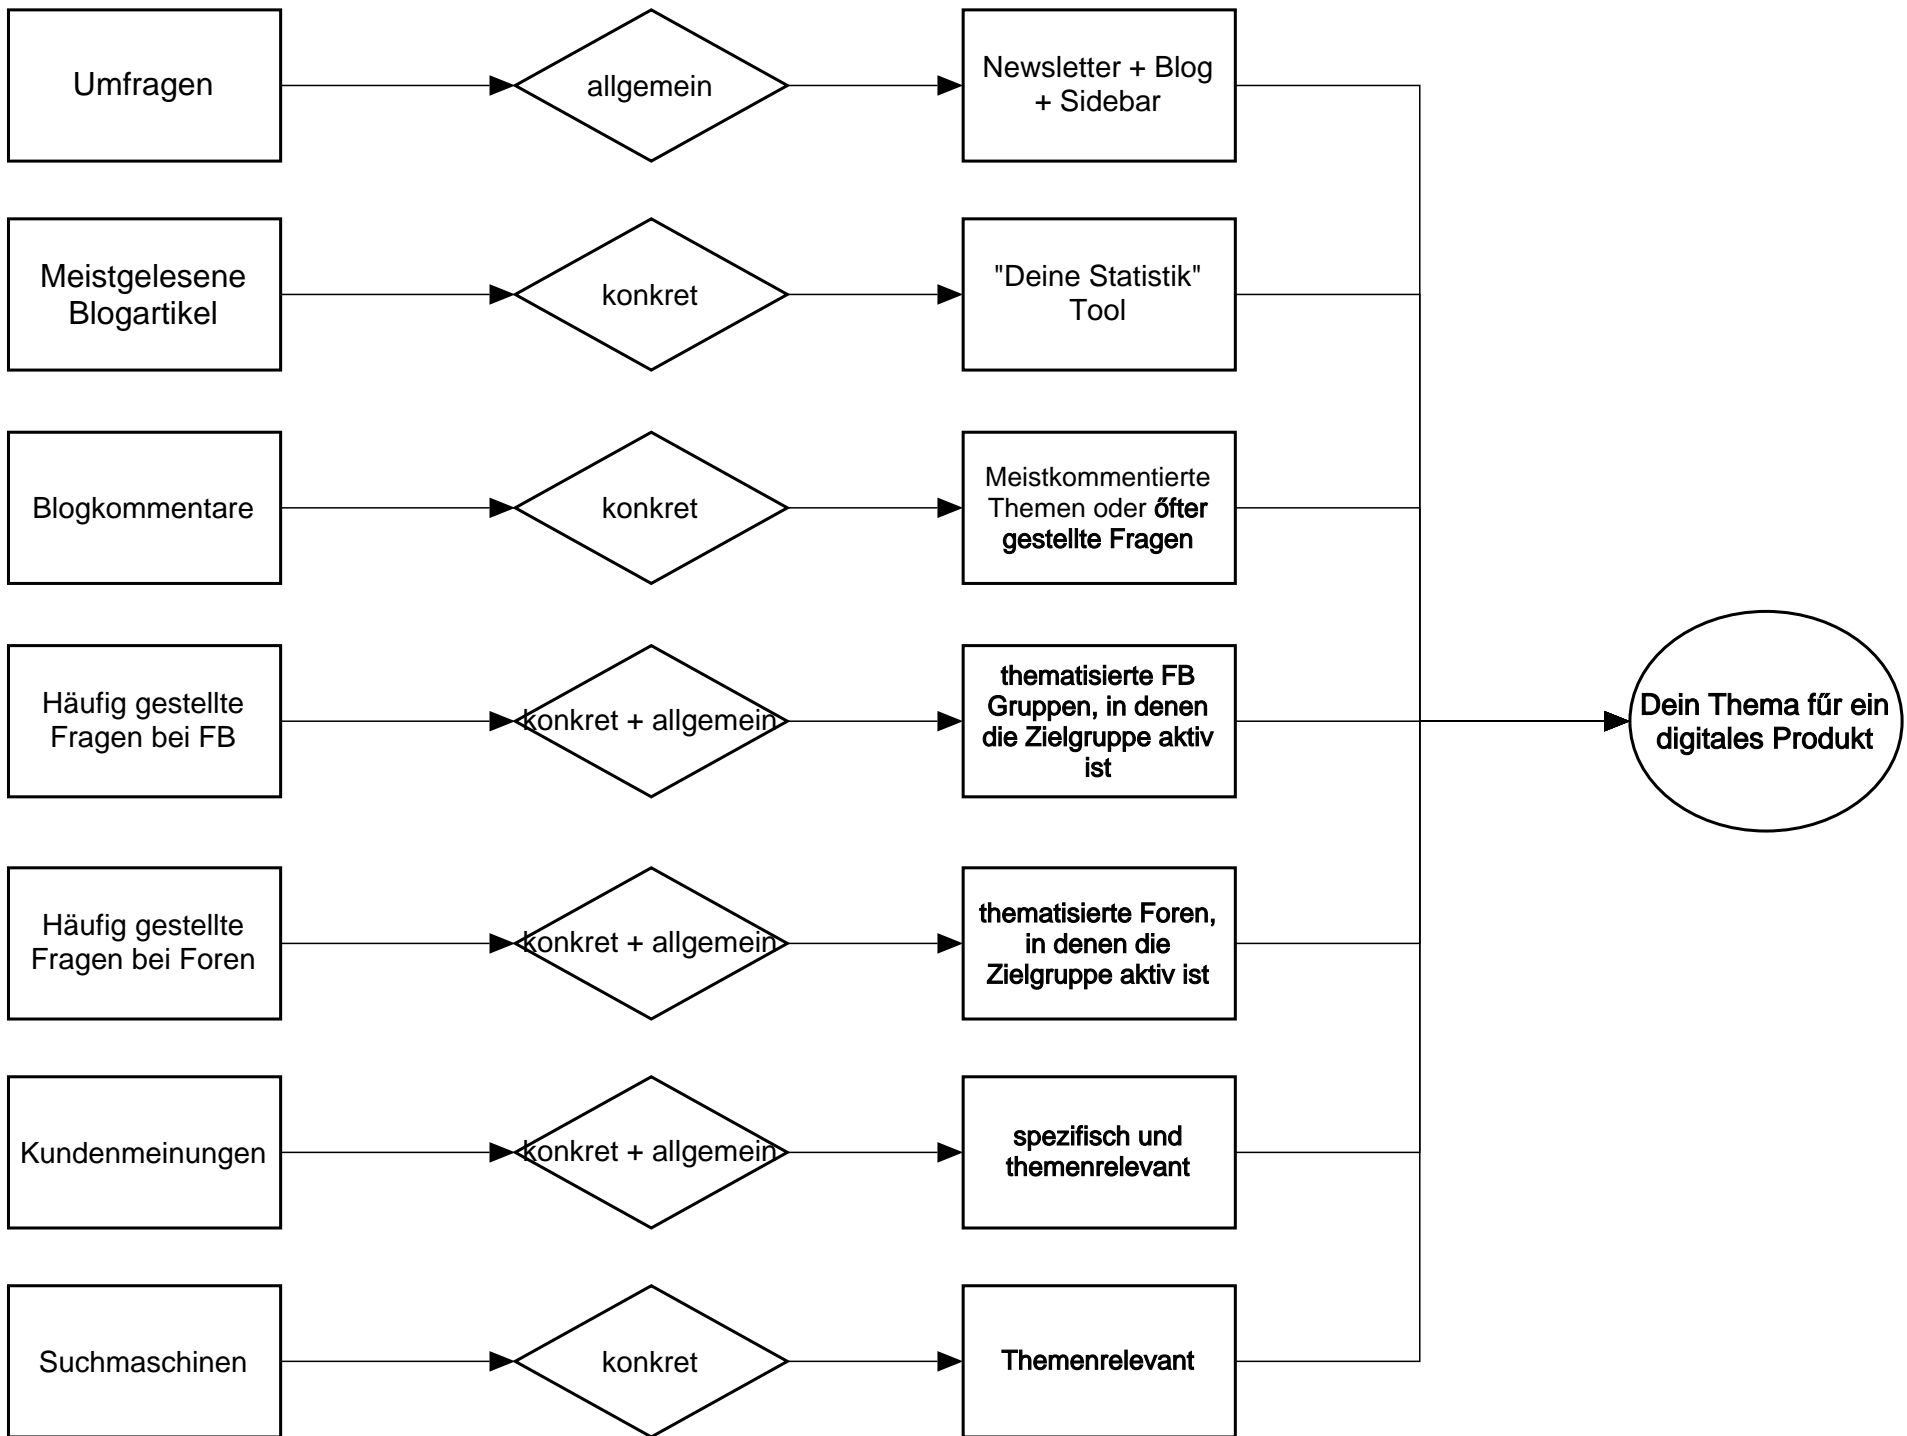 Umfragen
allgemein
Newsletter + Blog
+ Sidebar
Meistgelesene
Blogartikel
konkret
"Deine Statistik"
Tool
Blogkommentare
konkret
Meistkommentierte
Themen oder őfter
gestellte Fragen
Häufig gestellte
Fragen bei FB
konkret + allgemein
thematisierte FB
Gruppen, in denen
die Zielgruppe aktiv
ist
Dein Thema fűr ein
digitales Produkt
Häufig gestellte
Fragen bei Foren
konkret + allgemein
thematisierte Foren,
in denen die
Zielgruppe aktiv ist
Kundenmeinungen
konkret + allgemein
spezifisch und
themenrelevant
Suchmaschinen
konkret
Themenrelevant